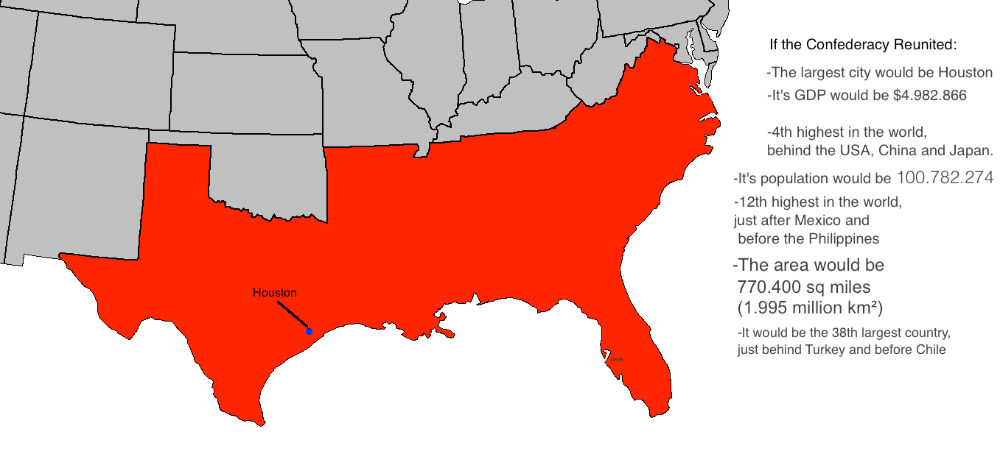 If the Confederacy Reunited:
-The largest city would be Houston
-It's GDP would be $4.982.866
-4th highest in the world,
behind the USA, China and Japan.
-It's population would be 100.782.274
-12th highest in the world,
just after Mexico and
before the Philippines
-The area would be
770.400 sq miles
(1.995 million km²)
-It would be the 38th largest country,
just behind Turkey and before Chile
Houston